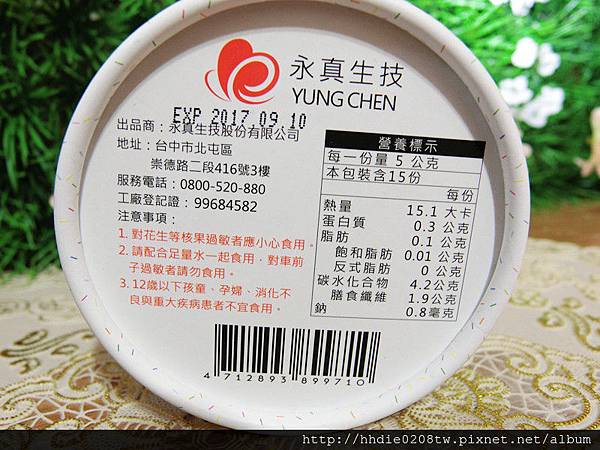 永真生技
YUNG CHEN
EXP 2017.09.10
出品商：永真生技股份有限公司
地址：台中市北屯區
崇德路二段416號3樓
服務電話：0800-520-880
工廠登記證：99684582
注意事項：
1. 對花生等核果過敏者應小心食用。
2. 請配合足量水一起食用，對車前
子過敏者請勿食用。
3. 12歲以下孩童、孕婦、消化不
良與重大疾病患者不宜食用。
營養標示
每一份量 5 公克
本包裝含15份
每份
熱量 15.1 大卡
蛋白質 0.3 公克
脂肪 0.1 公克
飽和脂肪 0.01 公克
反式脂肪 0 公克
碳水化合物 4.2公克
膳食纖維 1.9公克
鈉 0.8毫克
4 712893 899710
http://hhdie0208tw.pixnet.net/album